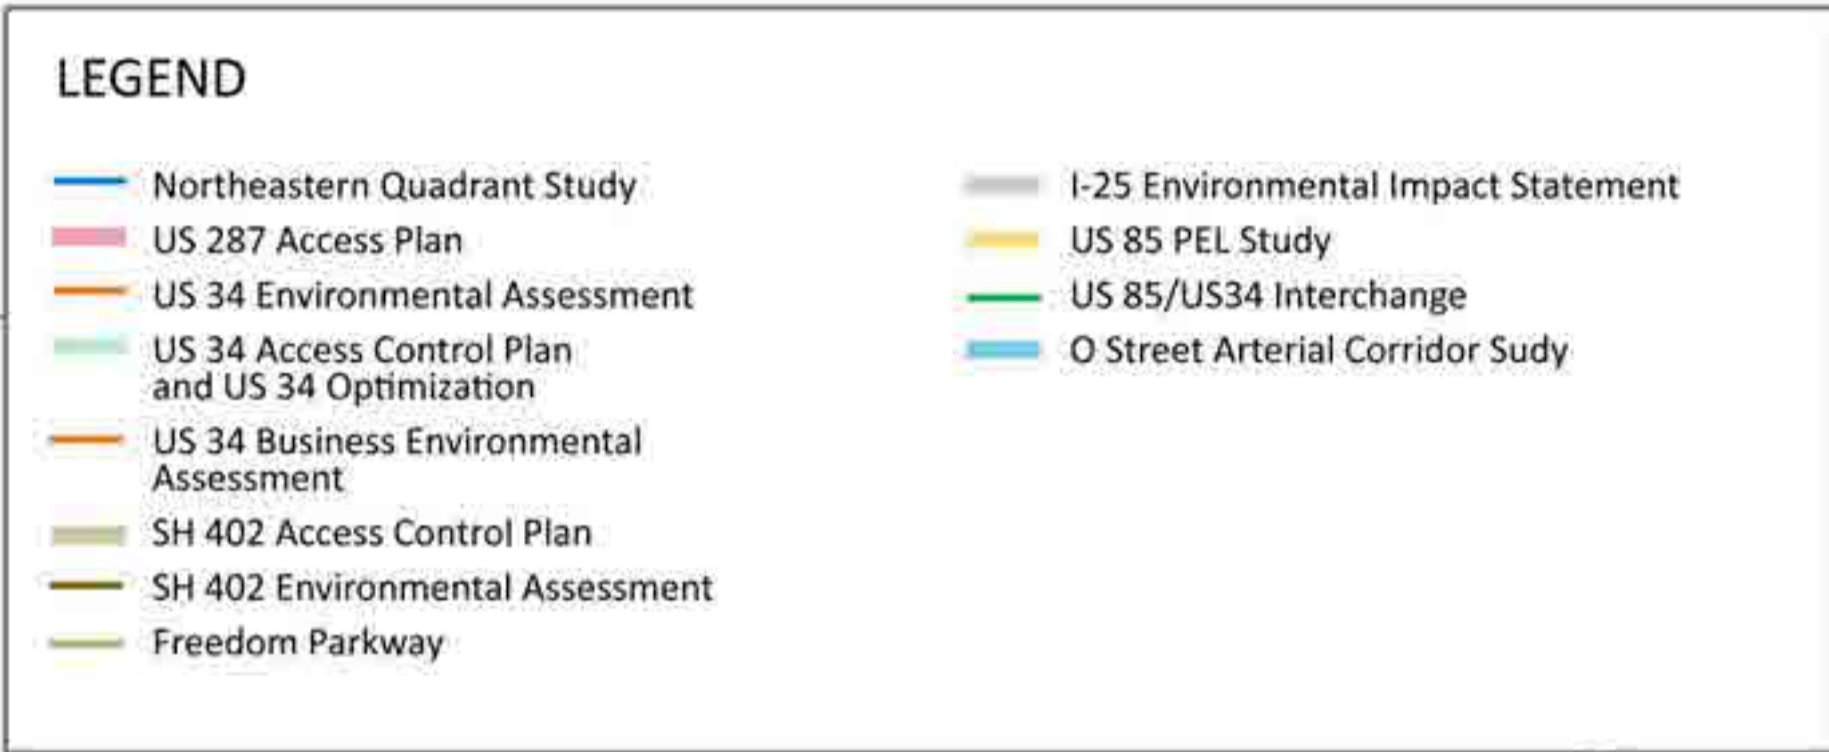 LEGEND
Northeastern Quadrant Study
US 287 Access Plan
US 34 Environmental Assessment
US 34 Access Control Plan
and US 34 Optimization
US 34 Business Environmental
Assessment
SH 402 Access Control Plan
SH 402 Environmental Assessment
Freedom Parkway
I-25 Environmental Impact Statement
US 85 PEL Study
US 85/US34 Interchange
O Street Arterial Corridor Sudy